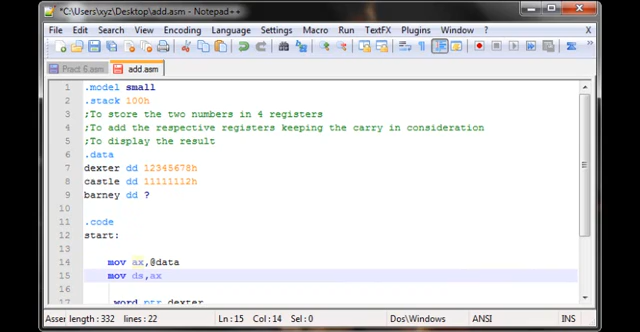 *C:\Users\xyz\Desktop\add.asm - Notepad++
File Edit Search View Encoding Language Settings Macro Run TextFX Plugins Window ? X
Pract 6.asm add.asm
1 .model small
2 .stack 100h
3 ;To store the two numbers in 4 registers
4 ;To add the respective registers keeping the carry in consideration
5 ;To display the result
6 .data
7 dexter dd 12345678h
8 castle dd 11111112h
9 barney dd ?
10
11 .code
12 start:
13
14 mov ax,@data
15 mov ds,ax
17 word ptr dexter
Asser length : 332 lines : 22 Ln : 15 Col : 14 Sel : 0 Dos\Windows ANSI INS